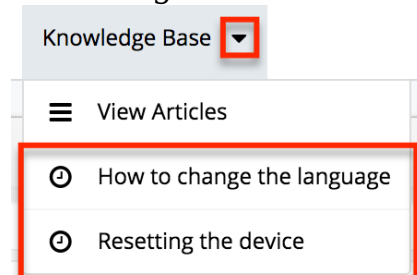 Knowledge Base
View Articles
How to change the language
Resetting the device